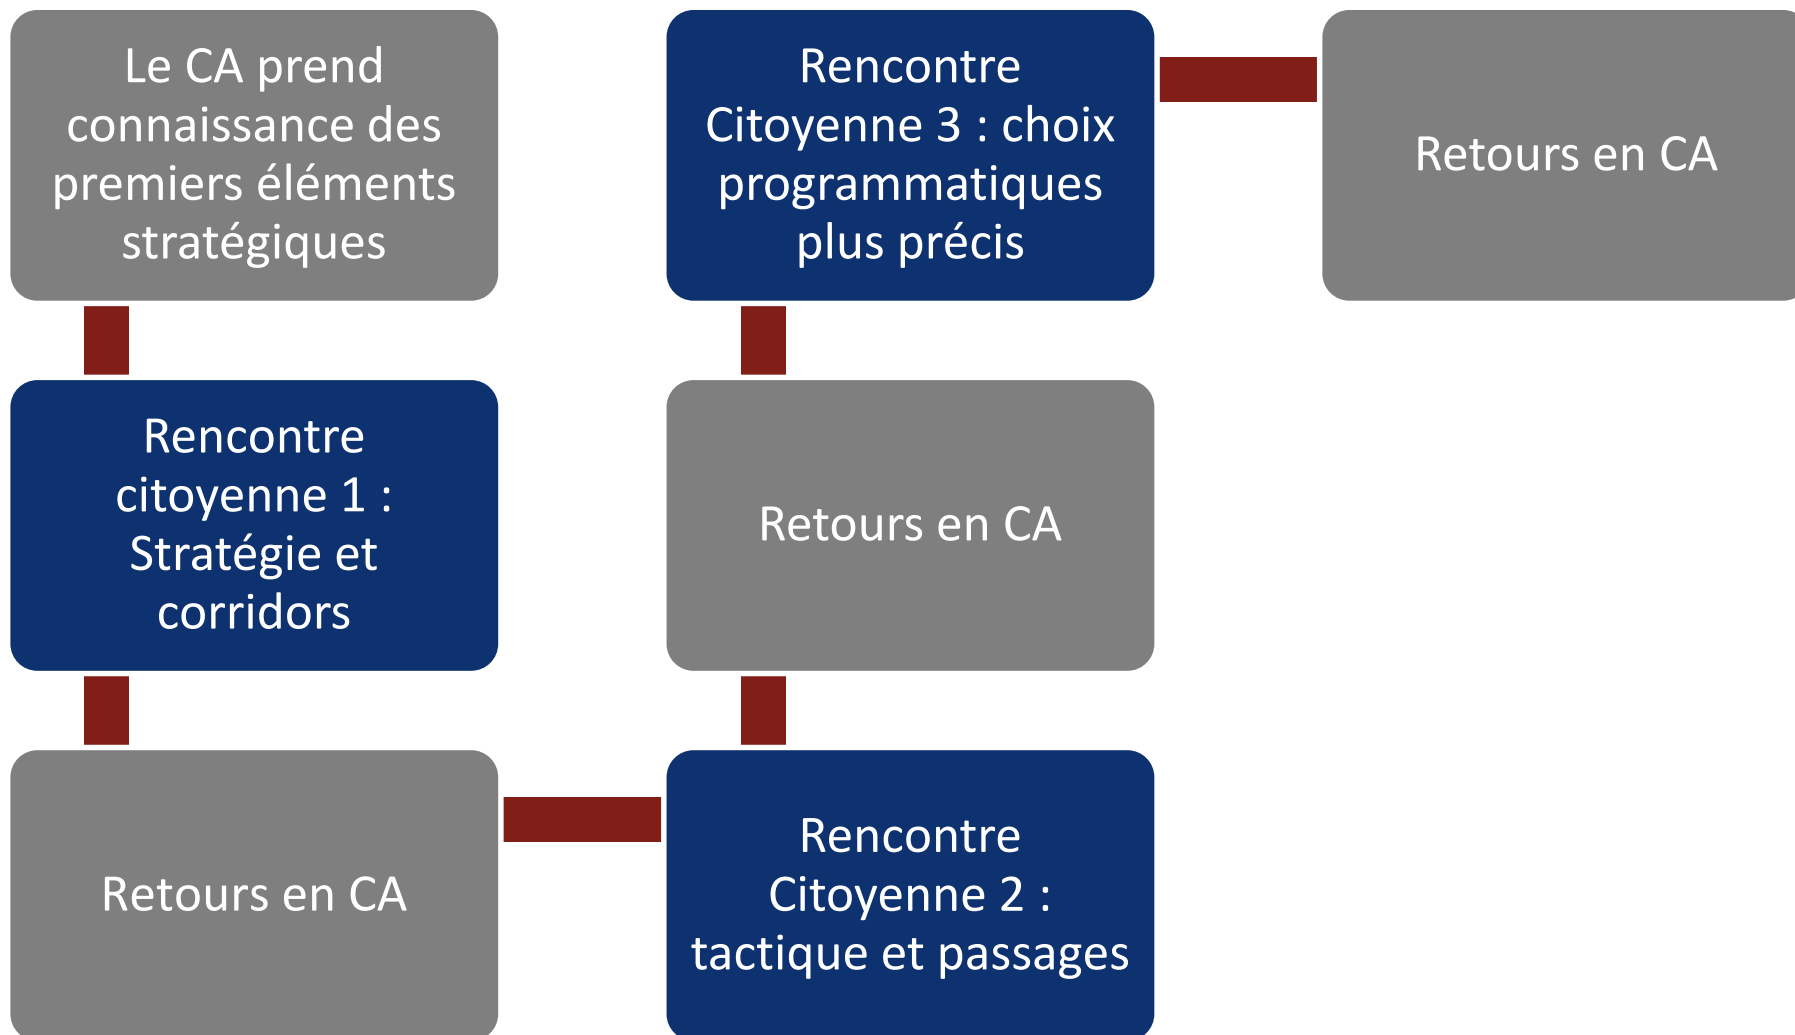 Le CA prend
connaissance des
premiers éléments
stratégiques
Rencontre
citoyenne 1 :
Stratégie et
corridors
Retours en CA
Rencontre
Citoyenne 2 :
tactique et passages
Retours en CA
Rencontre
Citoyenne 3 : choix
programmatiques
plus précis
Retours en CA